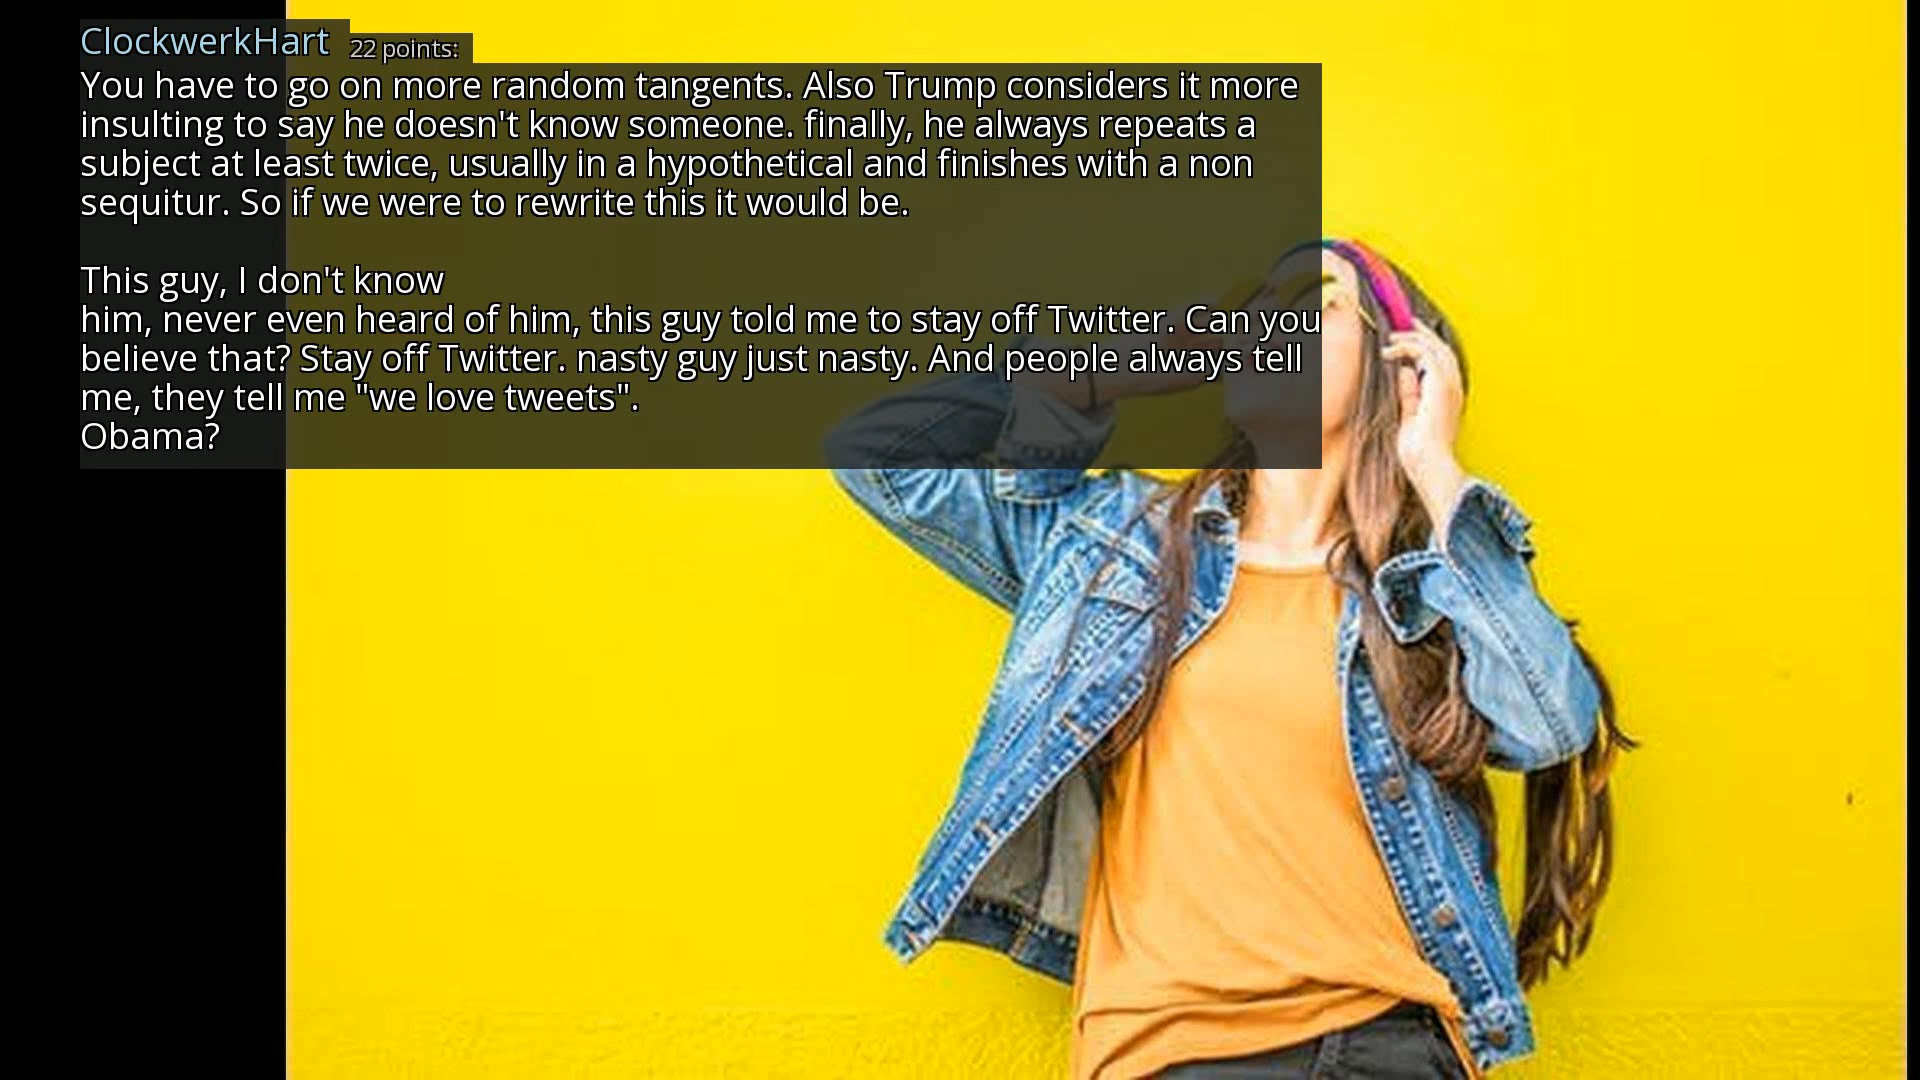 ClockwerkHart 22 points:
You have to go on more random tangents. Also Trump considers it more
insulting to say he doesn't know someone. finally, he always repeats a
subject at least twice, usually in a hypothetical and finishes with a non
sequitur. So if we were to rewrite this it would be.
This guy, I don't know
him, never even heard of him, this guy told me to stay off Twitter. Can you
believe that? Stay off Twitter. nasty guy just nasty. And people always tell
me, they tell me "we love tweets".
Obama?